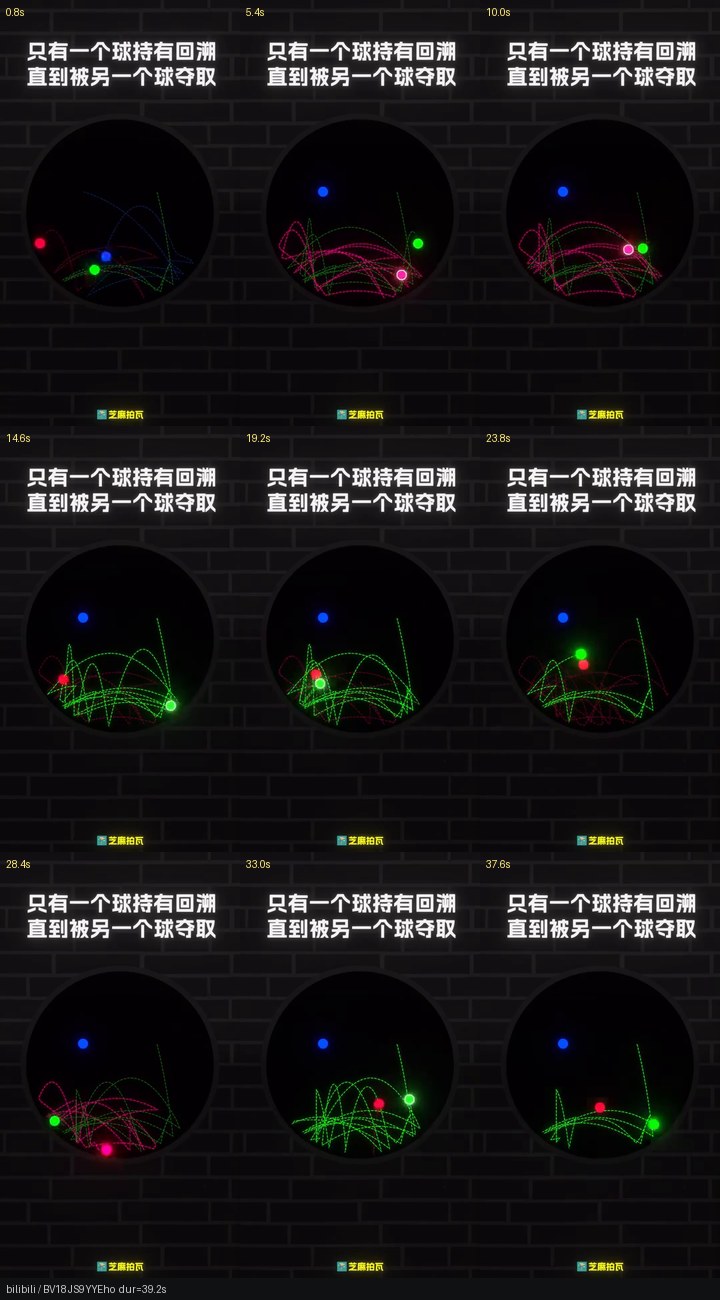 0.8s
5.4s
10.0s
只有一个球持有回溯
直到被另一个球夺取
只有一个球持有回溯
直到被另一个球夺取
只有一个球持有回溯
直到被另一个球夺取
芝麻拍瓦
芝麻拍瓦
芝麻拍瓦
14.6s
19.2s
23.8s
只有一个球持有回溯
直到被另一个球夺取
只有一个球持有回溯
直到被另一个球夺取
只有一个球持有回溯
直到被另一个球夺取
芝麻拍瓦
芝麻拍瓦
芝麻拍瓦
28.4s
33.0s
37.6s
只有一个球持有回溯
直到被另一个球夺取
只有一个球持有回溯
直到被另一个球夺取
只有一个球持有回溯
直到被另一个球夺取
芝麻拍瓦
芝麻拍瓦
芝麻拍瓦
bilibili / BV18JS9YYEho dur=39.2s